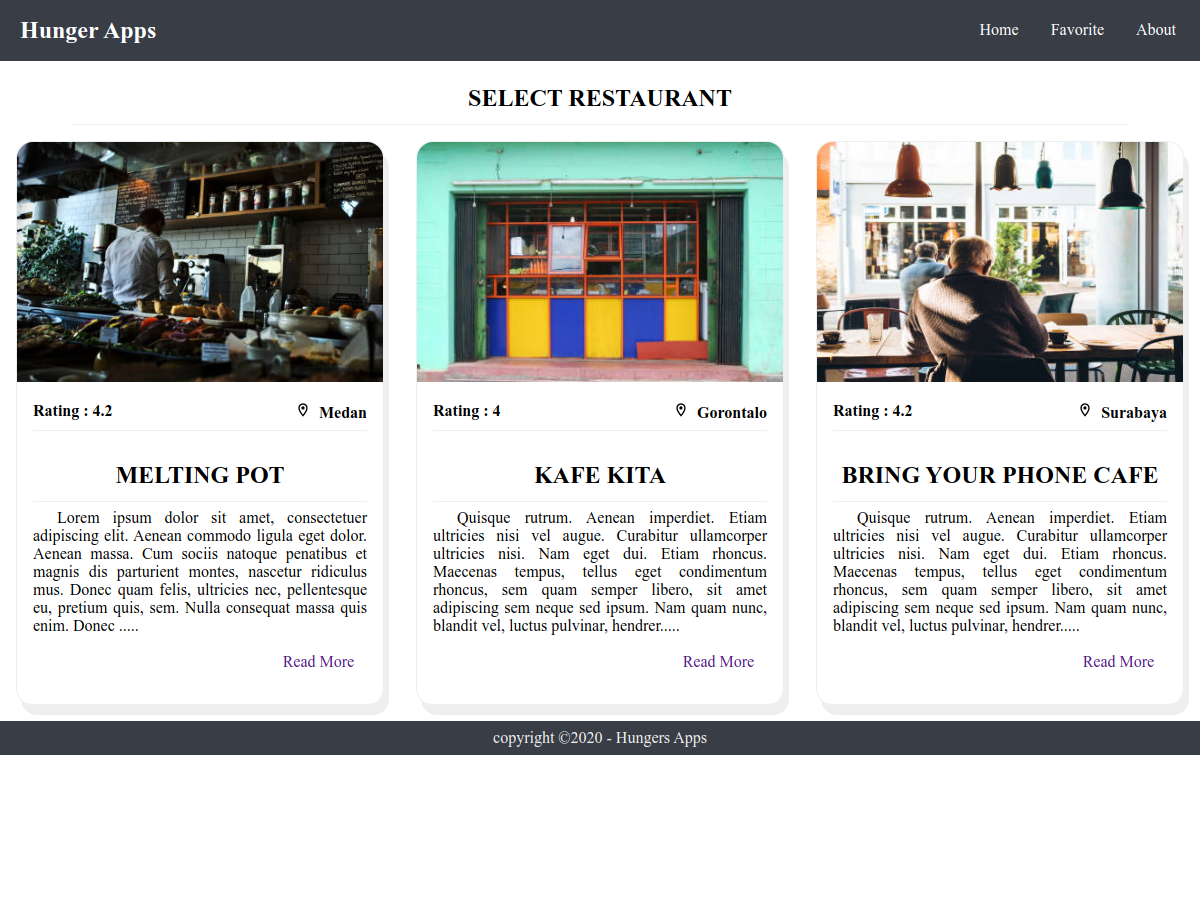 Hunger Apps
Home Favorite About
SELECT RESTAURANT
Rating : 4.2 Medan
MELTING POT
Lorem ipsum dolor sit amet, consectetuer
adipiscing elit. Aenean commodo ligula eget dolor.
Aenean massa. Cum sociis natoque penatibus et
magnis dis parturient montes, nascetur ridiculus
mus. Donec quam felis, ultricies nec, pellentesque
eu, pretium quis, sem. Nulla consequat massa quis
enim. Donec .....
Read More
Rating : 4 Gorontalo
KAFE KITA
Quisque rutrum. Aenean imperdiet. Etiam
ultricies nisi vel augue. Curabitur ullamcorper
ultricies nisi. Nam eget dui. Etiam rhoncus.
Maecenas tempus, tellus eget condimentum
rhoncus, sem quam semper libero, sit amet
adipiscing sem neque sed ipsum. Nam quam nunc,
blandit vel, luctus pulvinar, hendrer.....
Read More
Rating : 4.2 Surabaya
BRING YOUR PHONE CAFE
Quisque rutrum. Aenean imperdiet. Etiam
ultricies nisi vel augue. Curabitur ullamcorper
ultricies nisi. Nam eget dui. Etiam rhoncus.
Maecenas tempus, tellus eget condimentum
rhoncus, sem quam semper libero, sit amet
adipiscing sem neque sed ipsum. Nam quam nunc,
blandit vel, luctus pulvinar, hendrer.....
Read More
copyright ©2020 - Hungers Apps